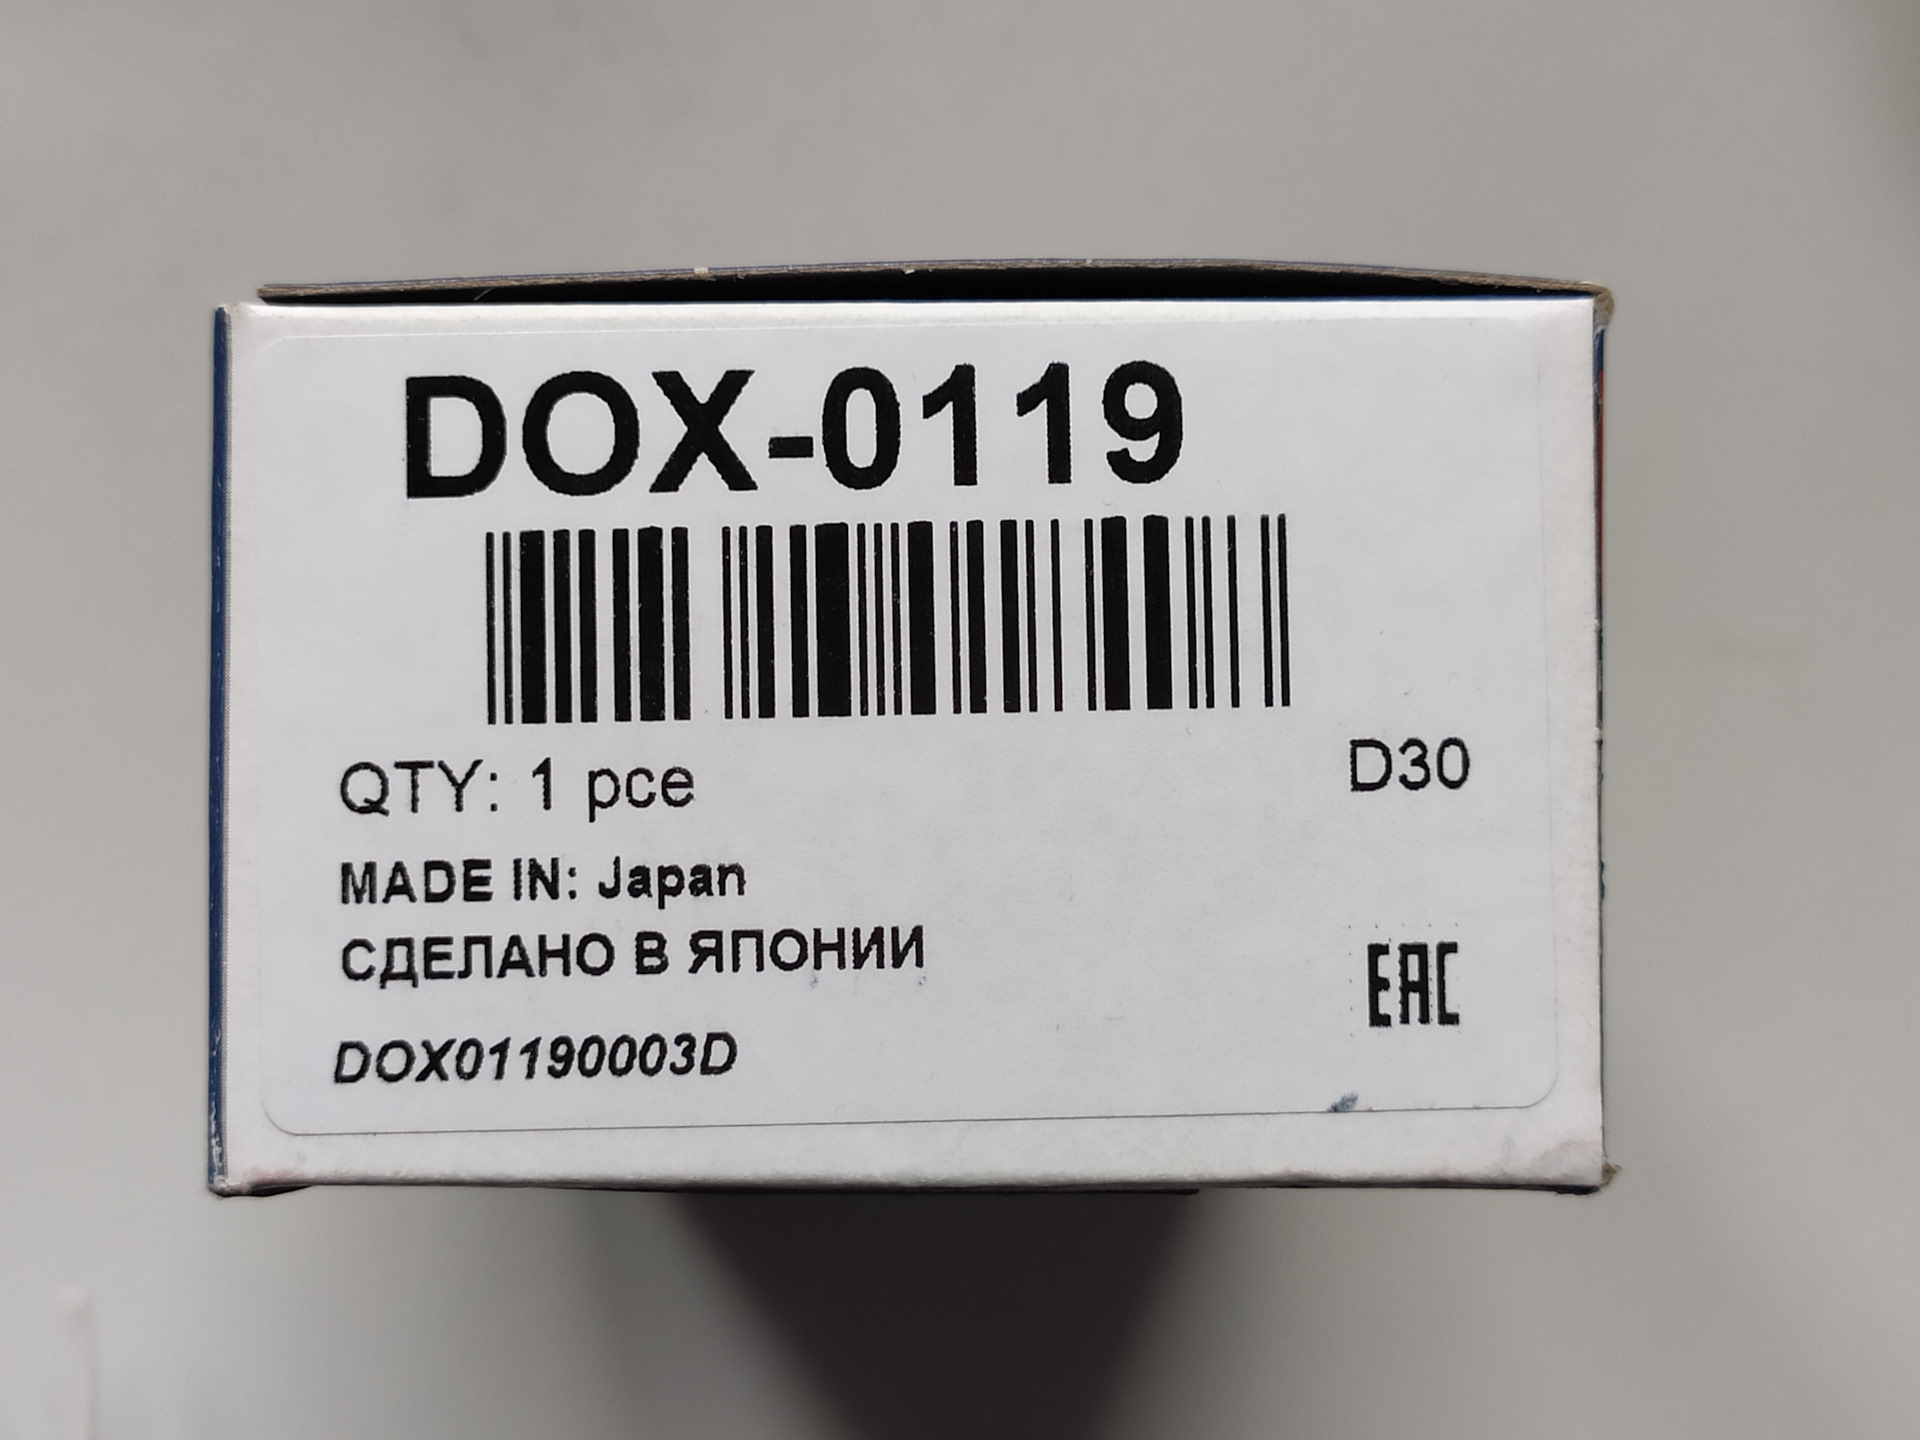 DOX-0119
QTY: 1 pce
D30
MADE IN: Japan
СДЕЛАНО В ЯПОНИИ
EAC
DOX01190003D